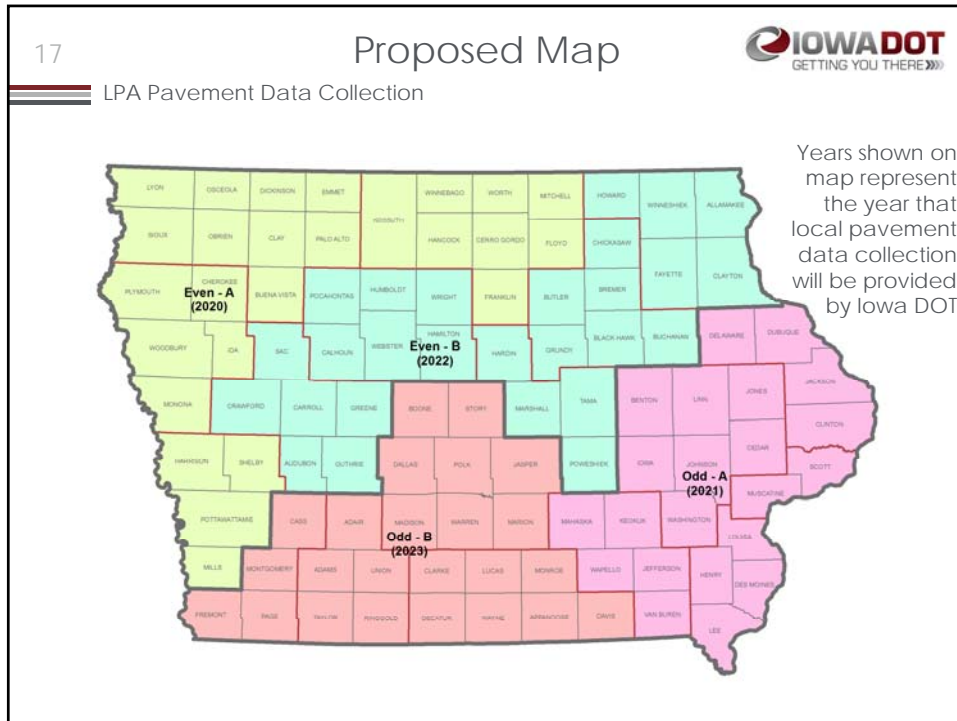 17
Proposed Map
IOWADOT
GETTING YOU THERE
LPA Pavement Data Collection
Years shown on
map represent
the year that
local pavement
data collection
will be provided
by Iowa DOT
LYON OSCEOLA DICKINSON EMMET WINNEBAGO WORTH MITCHELL HOWARD WINNESHIEK ALLAMAKEE
SIOUX OBRIEN CLAY PALO ALTO KOSSUTH HANCOCK CERRO GORDO FLOYD CHICKASAW
PLYMOUTH CHEROKEE BUENA VISTA POCAHONTAS HUMBOLDT WRIGHT FRANKLIN BUTLER BREMER FAYETTE CLAYTON
Even - A
(2020)
WOODBURY IDA SAC CALHOUN WEBSTER HAMILTON HARDIN GRUNDY BLACK HAWK BUCHANAN DELAWARE DUBUQUE
Even - B
(2022)
MONONA CRAWFORD CARROLL GREENE BOONE STORY MARSHALL TAMA BENTON LINN JONES JACKSON
CLINTON
CEDAR
HARRISON SHELBY AUDUBON GUTHRIE DALLAS POLK JASPER POWESHIEK IOWA JOHNSON SCOTT
Odd - A
(2021)
MUSCATINE
POTTAWATTAMIE CASS ADAIR MADISON WARREN MARION MAHASKA KEOKUK WASHINGTON LOUISA
Odd - B
(2023)
MILLS MONTGOMERY ADAMS UNION CLARKE LUCAS MONROE WAPELLO JEFFERSON HENRY DES MOINES
FREMONT PAGE TAYLOR RINGGOLD DECATUR WAYNE APPANOOSE DAVIS VAN BUREN LEE